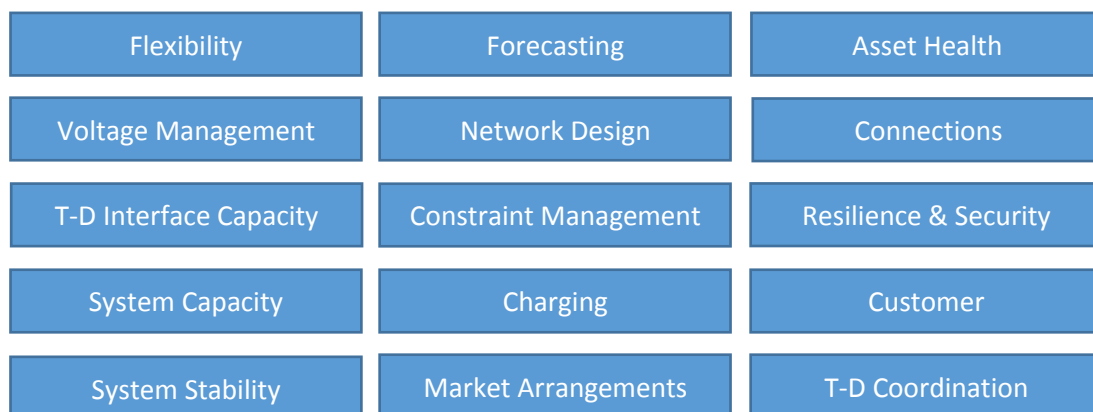 Flexibility
Forecasting
Asset Health
Voltage Management
Network Design
Connections
T-D Interface Capacity
Constraint Management
Resilience & Security
System Capacity
Charging
Customer
System Stability
Market Arrangements
T-D Coordination